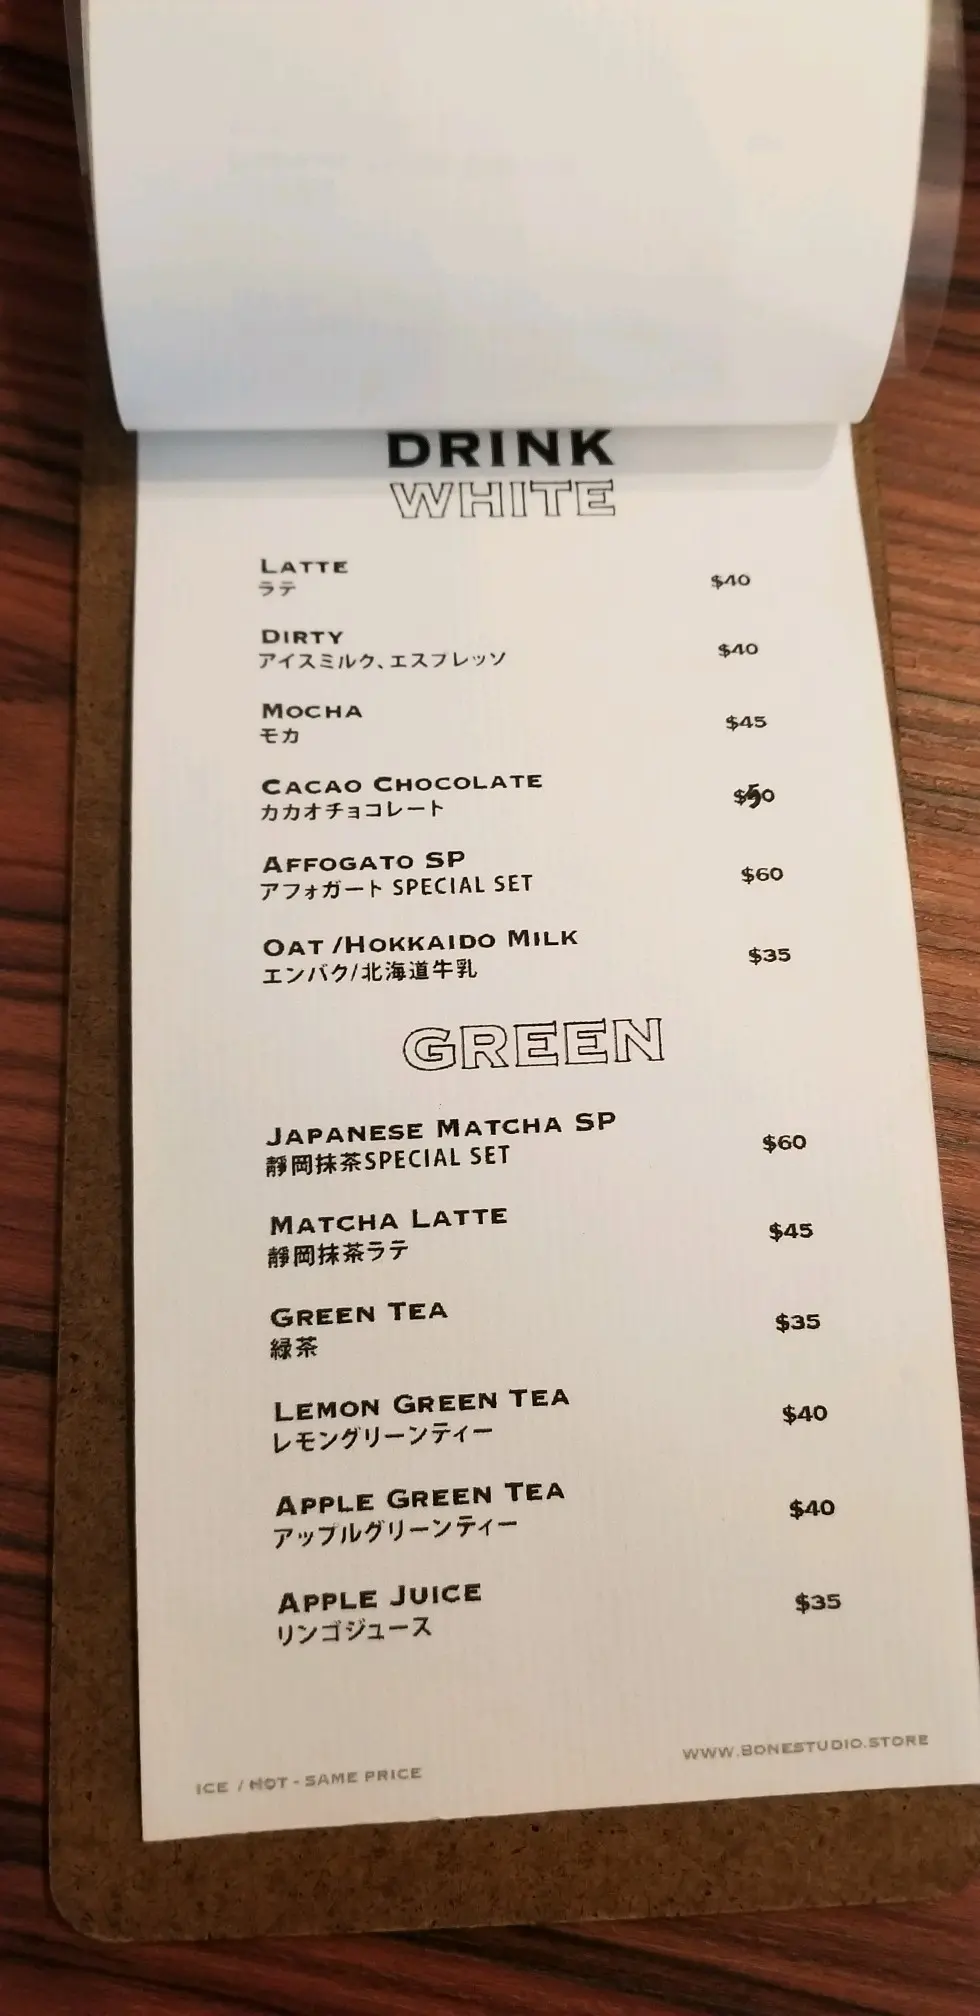 DRINK
WHITE
LATTE
ラテ
$40
DIRTY
アイスミルク、エスプレッソ
$40
MOCHA
モカ
$45
CACAO CHOCOLATE
カカオチョコレート
$50
AFFOGATO SP
アフォガート SPECIAL SET
$60
OAT /HOKKAIDO MILK
エンバク/北海道牛乳
$35
GREEN
JAPANESE MATCHA SP
靜岡抹茶SPECIAL SET
$60
MATCHA LATTE
靜岡抹茶ラテ
$45
GREEN TEA
緑茶
$35
LEMON GREEN TEA
レモングリーンティー
$40
APPLE GREEN TEA
アップルグリーンティー
$40
APPLE JUICE
リンゴジュース
$35
ICE / HOT - SAME PRICE
WWW.BONESTUDIO.STORE